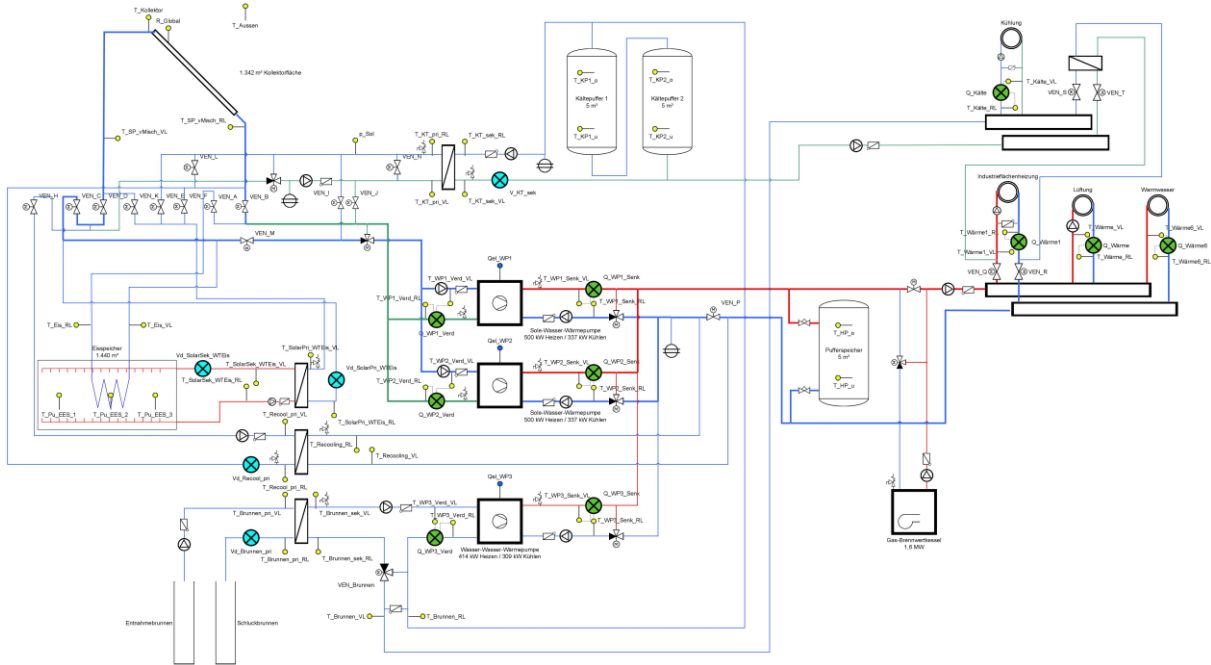 T_Kollektor
R_Global
T_Aussen
1.342 m² Kollektorfläche
T_SP_vMisch_RL
T_SP_vMisch_VL
p_Sol
T_KT_pri_RL
T_KT_sek_RL
VEN_L
VEN_N
VEN_H
VEN_C
VEN_D
VEN_K
VEN_E
VEN_F
VEN_A
VEN_B
VEN_I
VEN_J
T_KT_pri_VL
T_KT_sek_VL
V_KT_sek
VEN_M
T_KP1_o
Kältepuffer 1
5 m³
T_KP1_u
T_KP2_o
Kältepuffer 2
5 m³
T_KP2_u
Kühlung
T_Kälte_VL
Q_Kälte
T_Kälte_RL
VEN_S
VEN_T
Industrieflächenheizung
Lüftung
Warmwasser
T_Wärme1_RL
T_Wärme_VL
T_Wärme6_VL
Q_Wärme1
Q_Wärme
Q_Wärme6
T_Wärme1_VL
T_Wärme_RL
T_Wärme6_RL
VEN_Q
VEN_R
Qel_WP1
T_WP1_Verd_VL
T_WP1_Senk_VL
Q_WP1_Senk
T_WP1_Verd_RL
T_WP1_Senk_RL
VEN_P
Q_WP1_Verd
Sole-Wasser-Wärmepumpe
500 kW Heizen / 337 kW Kühlen
Qel_WP2
T_WP2_Verd_VL
T_WP2_Senk_VL
Q_WP2_Senk
T_WP2_Verd_RL
T_WP2_Senk_RL
Q_WP2_Verd
Sole-Wasser-Wärmepumpe
500 kW Heizen / 337 kW Kühlen
T_HP_o
Pufferspeicher
5 m³
T_HP_u
T_Eis_RL
T_Eis_VL
Eisspeicher
1.440 m³
Vd_SolarSek_WTEis
T_SolarPri_WTEis_VL
T_SolarSek_WTEis_VL
T_SolarSek_WTEis_RL
Vd_SolarPri_WTEis
T_Pu_EES_1
T_Pu_EES_2
T_Pu_EES_3
T_Recool_pri_VL
T_SolarPri_WTEis_RL
T_Recooling_RL
T_Recooling_VL
Vd_Recool_pri
T_Recool_pri_RL
Qel_WP3
T_Brunnen_pri_VL
T_Brunnen_sek_VL
T_WP3_Verd_VL
T_WP3_Senk_VL
Q_WP3_Senk
T_WP3_Verd_RL
T_WP3_Senk_RL
Vd_Brunnen_pri
Q_WP3_Verd
T_Brunnen_pri_RL
T_Brunnen_sek_RL
Wasser-Wasser-Wärmepumpe
414 kW Heizen / 309 kW Kühlen
VEN_Brunnen
Gas-Brennwertkessel
1,6 MW
T_Brunnen_VL
T_Brunnen_RL
Entnahmebrunnen
Schluckbrunnen